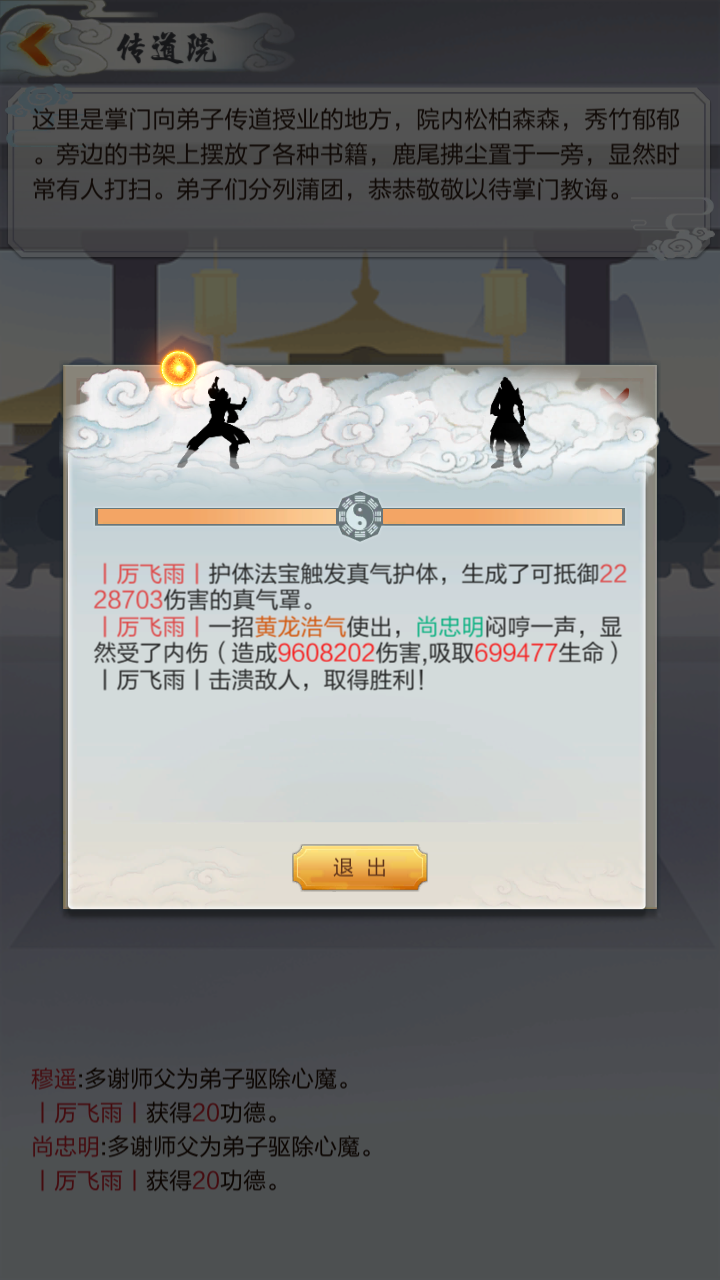 传道院
这里是掌门向弟子传道授业的地方，院内松柏森森，秀竹郁郁
。旁边的书架上摆放了各种书籍，鹿尾拂尘置于一旁，显然时
常有人打扫。弟子们分列蒲团，恭恭敬敬以待掌门教诲。
丨厉飞雨丨护体法宝触发真气护体，生成了可抵御22
28703伤害的真气罩。
丨厉飞雨丨一招黄龙浩气使出，尚忠明闷哼一声，显
然受了内伤（造成9608202伤害,吸取699477生命）
丨厉飞雨丨击溃敌人，取得胜利！
退出
穆遥:多谢师父为弟子驱除心魔。
丨厉飞雨丨获得20功德。
尚忠明:多谢师父为弟子驱除心魔。
丨厉飞雨丨获得20功德。